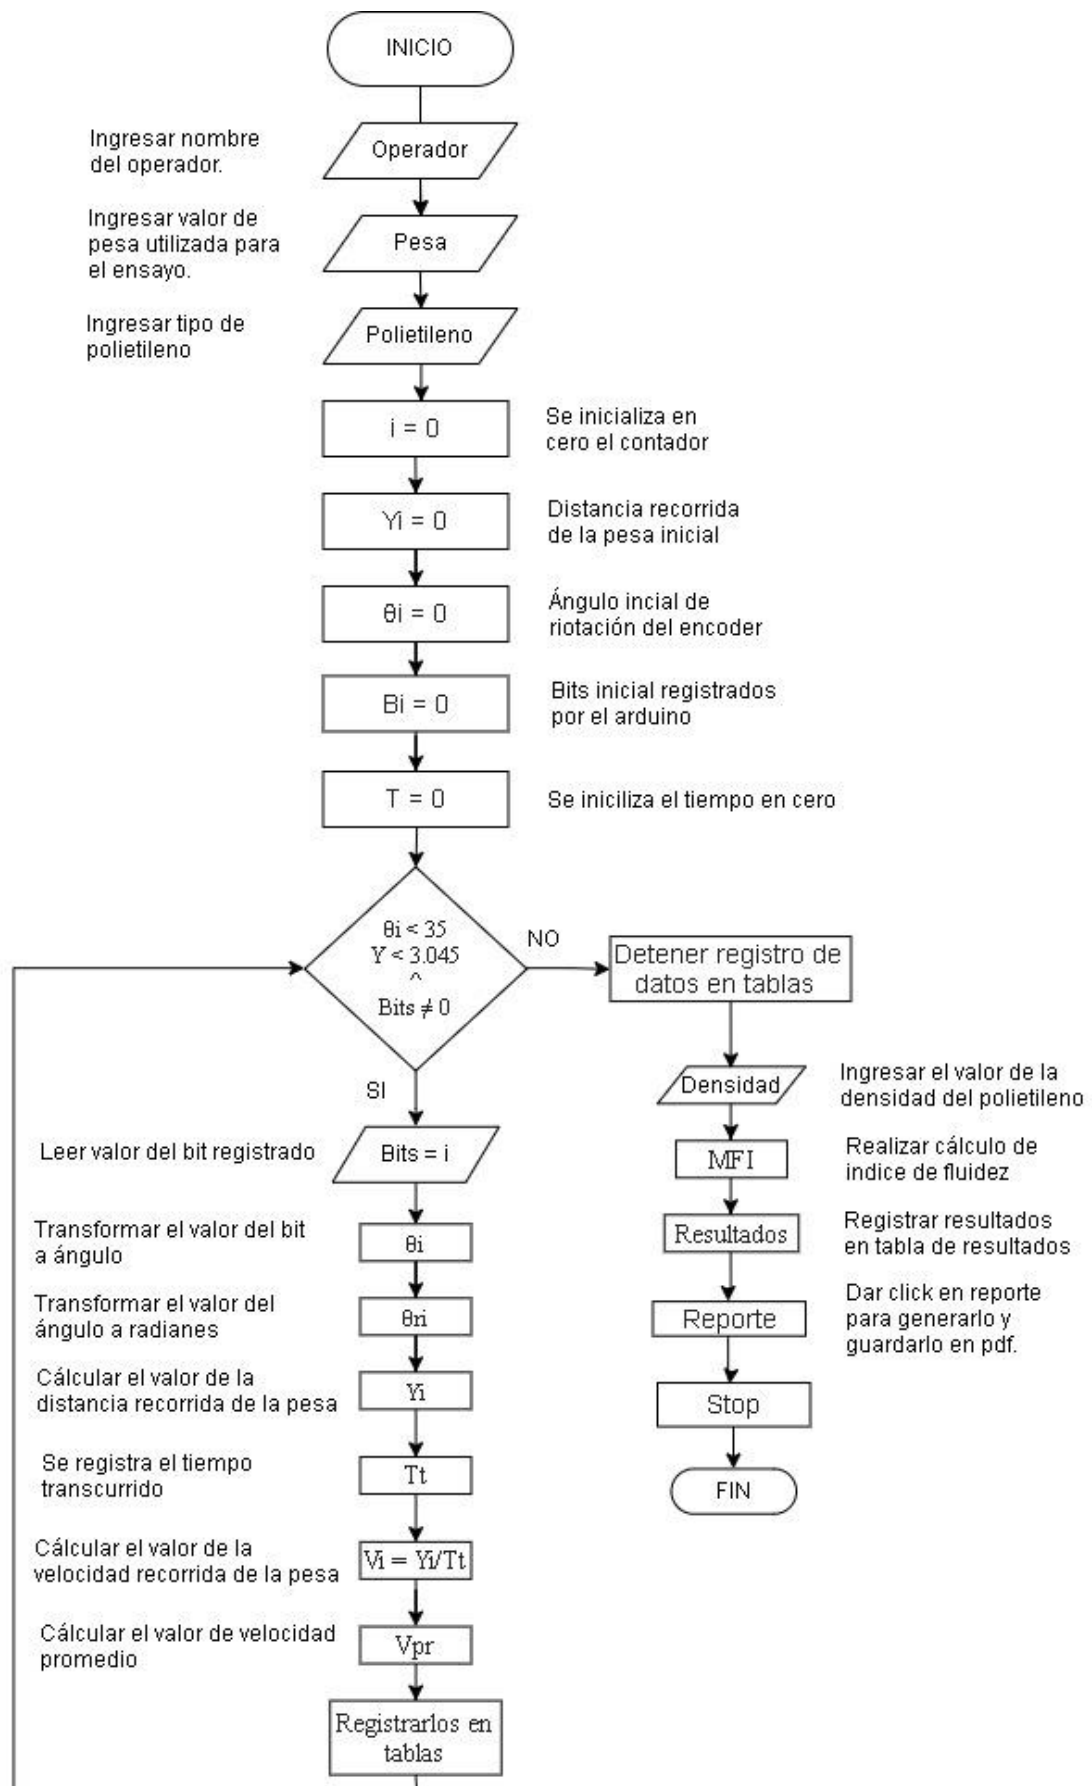 INICIO
Ingresar nombre
del operador.
Operador
Ingresar valor de
pesa utilizada para
el ensayo.
Pesa
Ingresar tipo de
polietileno
Polietileno
i = 0
Se inicializa en
cero el contador
Yi = 0
Distancia recorrida
de la pesa inicial
θi = 0
Ángulo incial de
riotación del encoder
Bi = 0
Bits inicial registrados
por el arduino
T = 0
Se iniciliza el tiempo en cero
θi < 35
Y < 3.045
^
Bits ≠ 0
NO
SI
Leer valor del bit registrado
Bits = i
Transformar el valor del bit
a ángulo
θi
Transformar el valor del
ángulo a radianes
θri
Cálcular el valor de la
distancia recorrida de la pesa
Yi
Se registra el tiempo
transcurrido
Tt
Cálcular el valor de la
velocidad recorrida de la pesa
Vi = Yi/Tt
Cálcular el valor de velocidad
promedio
Vpr
Registrarlos en
tablas
Detener registro de
datos en tablas
Densidad
Ingresar el valor de la
densidad del polietileno
MFI
Realizar cálculo de
indice de fluidez
Resultados
Registrar resultados
en tabla de resultados
Reporte
Dar click en reporte
para generarlo y
guardarlo en pdf.
Stop
FIN